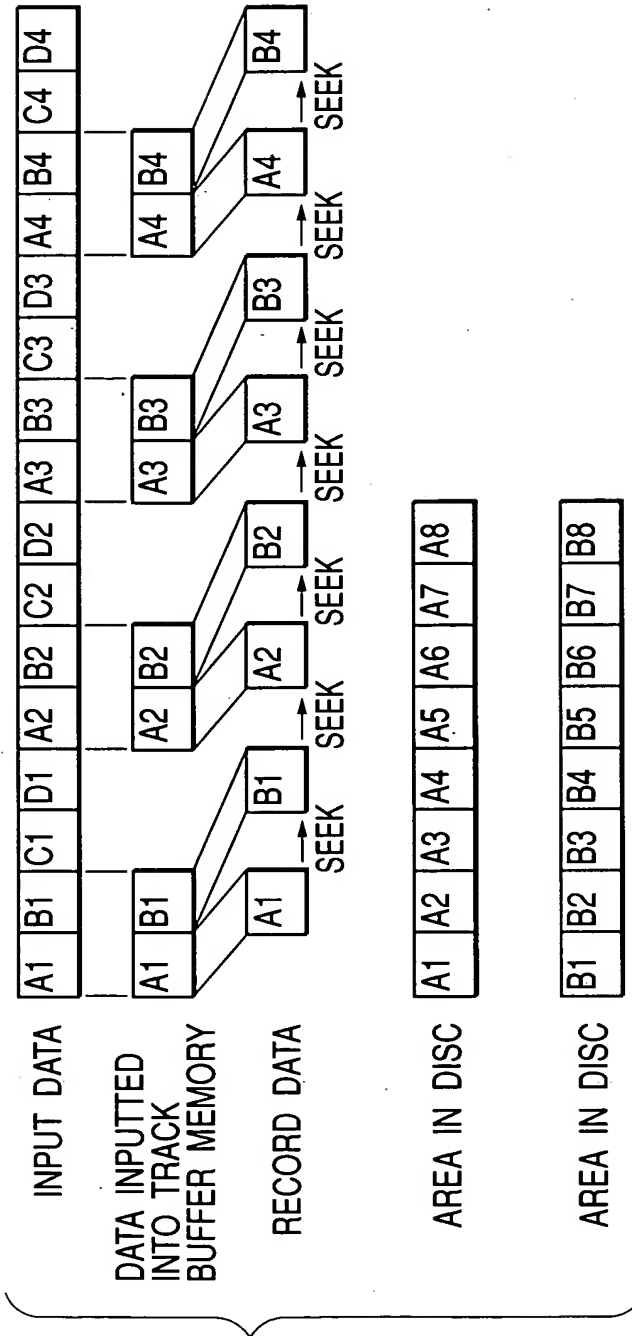 INPUT DATA
A1 B1 C1 D1 A2 B2 C2 D2 A3 B3 C3 D3 A4 B4 C4 D4
DATA INPUTTED
INTO TRACK
BUFFER MEMORY
A1 B1 A2 B2 A3 B3 A4 B4
RECORD DATA
A1 B1 A2 B2 A3 B3 A4 B4
SEEK SEEK SEEK SEEK SEEK SEEK SEEK
AREA IN DISC
A1 A2 A3 A4 A5 A6 A7 A8
AREA IN DISC
B1 B2 B3 B4 B5 B6 B7 B8